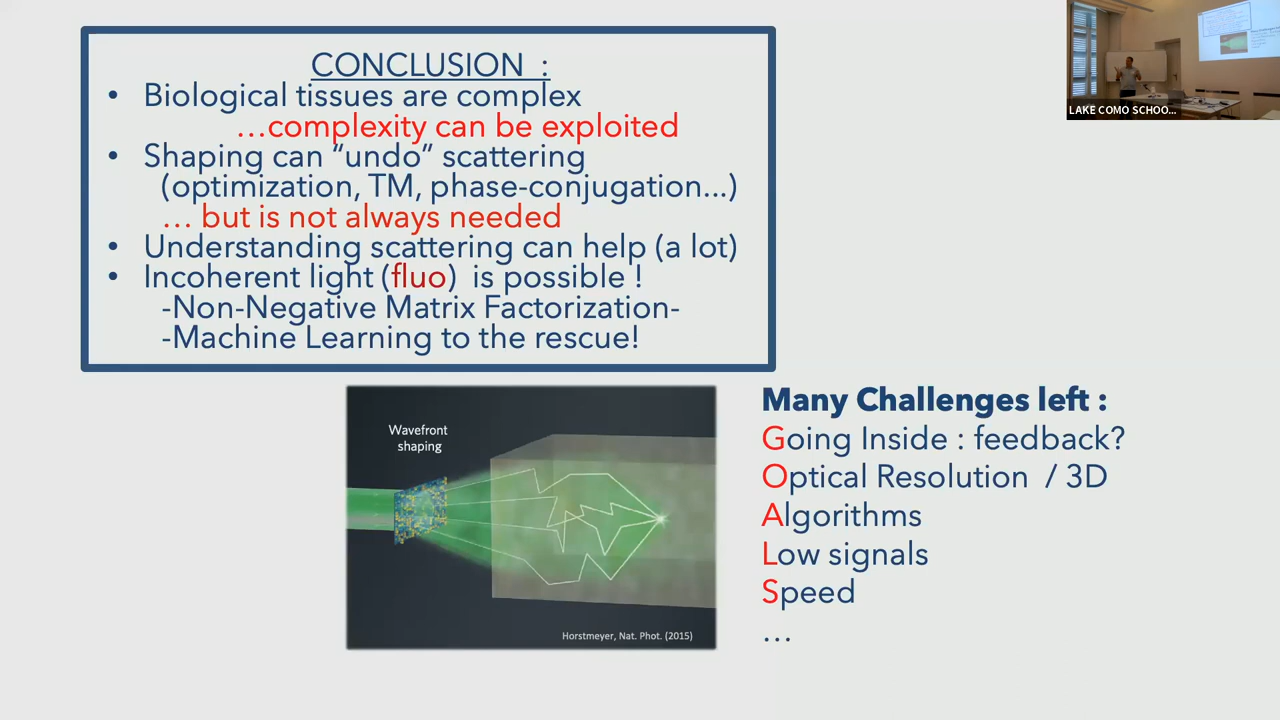 CONCLUSION :
• Biological tissues are complex
…complexity can be exploited
• Shaping can “undo” scattering
(optimization, TM, phase-conjugation...)
… but is not always needed
• Understanding scattering can help (a lot)
• Incoherent light (fluo) is possible !
-Non-Negative Matrix Factorization-
-Machine Learning to the rescue!
LAKE COMO SCHOO...
Wavefront
shaping
Horstmeyer, Nat. Phot. (2015)
Many Challenges left :
Going Inside : feedback?
Optical Resolution / 3D
Algorithms
Low signals
Speed
…